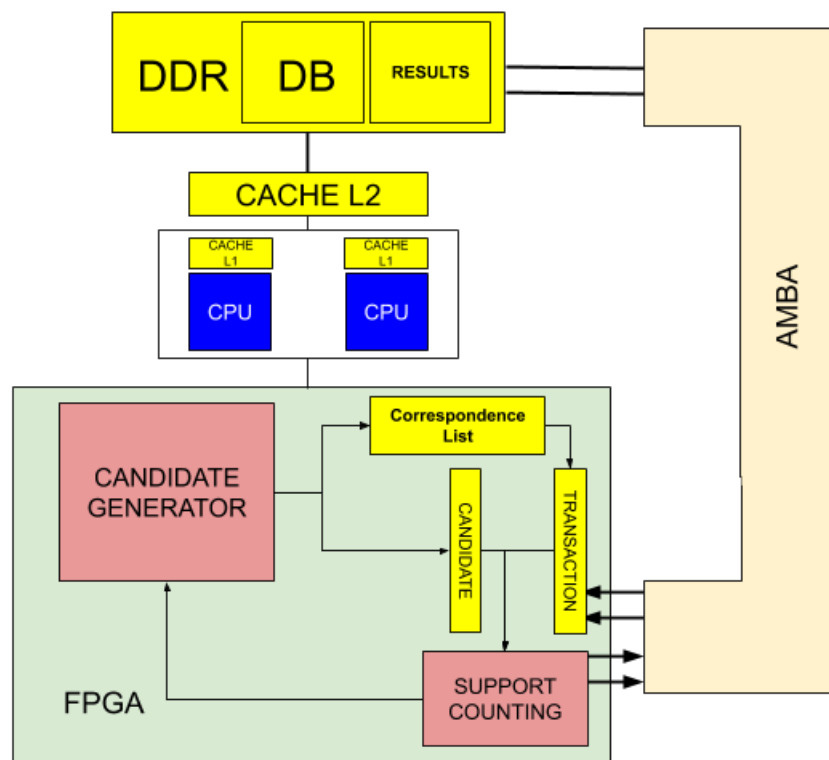 DDR
DB
RESULTS
CACHE L2
CACHE
L1
CACHE
L1
CPU
CPU
AMBA
Correspondence
List
CANDIDATE
GENERATOR
CANDIDATE
TRANSACTION
SUPPORT
COUNTING
FPGA